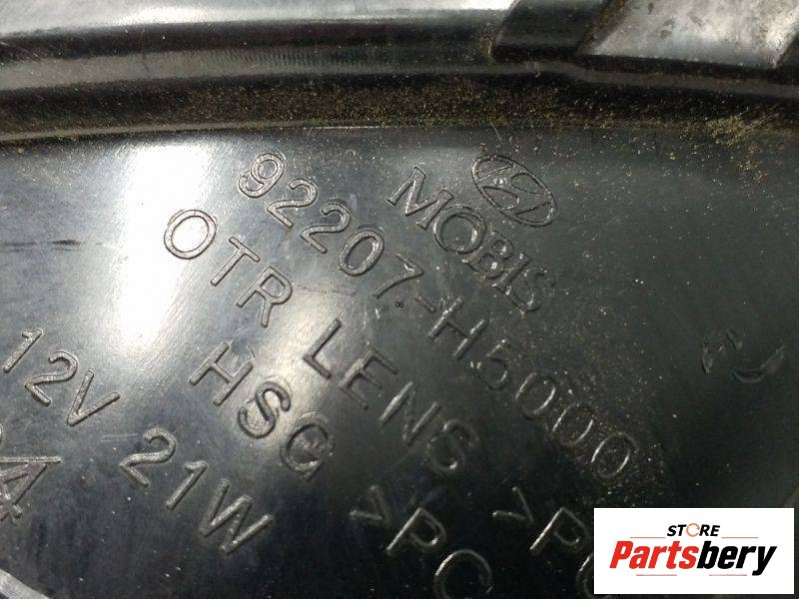 MOBIS
92207-H5000
OTR LENS >PC
HSG >PC
12V 21W
STORE
Partsbery